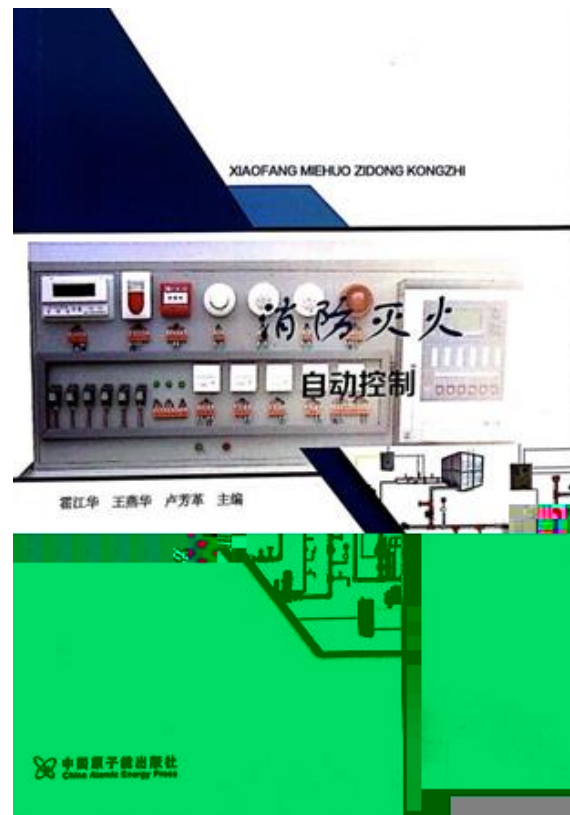 XIAOFANG MIEHUO ZIDONG KONGZHI
消防灭火
自动控制
霍江华 王燕华 卢芳革 主编
中国原子能出版社
China Atomic Energy Press